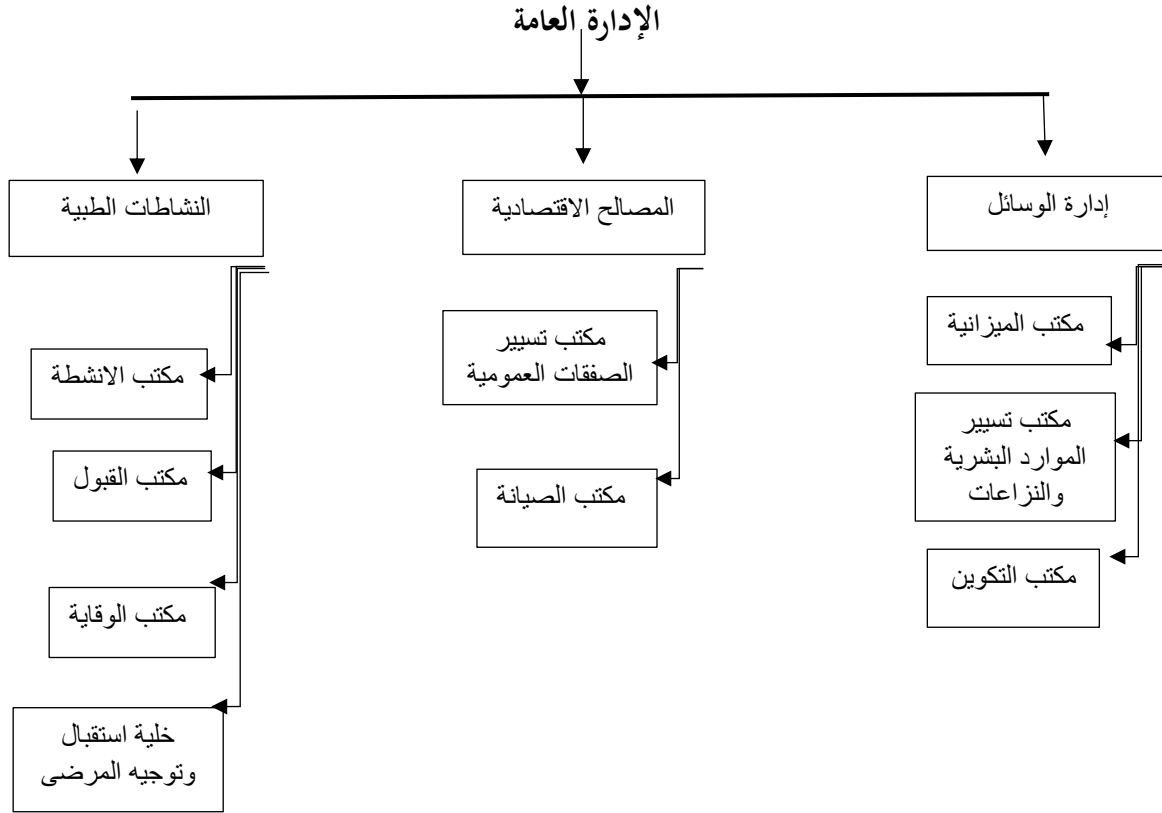 الإدارة العامة
إدارة الوسائل
المصالح الاقتصادية
النشاطات الطبية
مكتب الميزانية
مكتب تسيير
الموارد البشرية
والنزاعات
مكتب التكوين
مكتب تسيير
الصفقات العمومية
مكتب الصيانة
مكتب الانشطة
مكتب القبول
مكتب الوقاية
خلية استقبال
وتوجيه المرضى